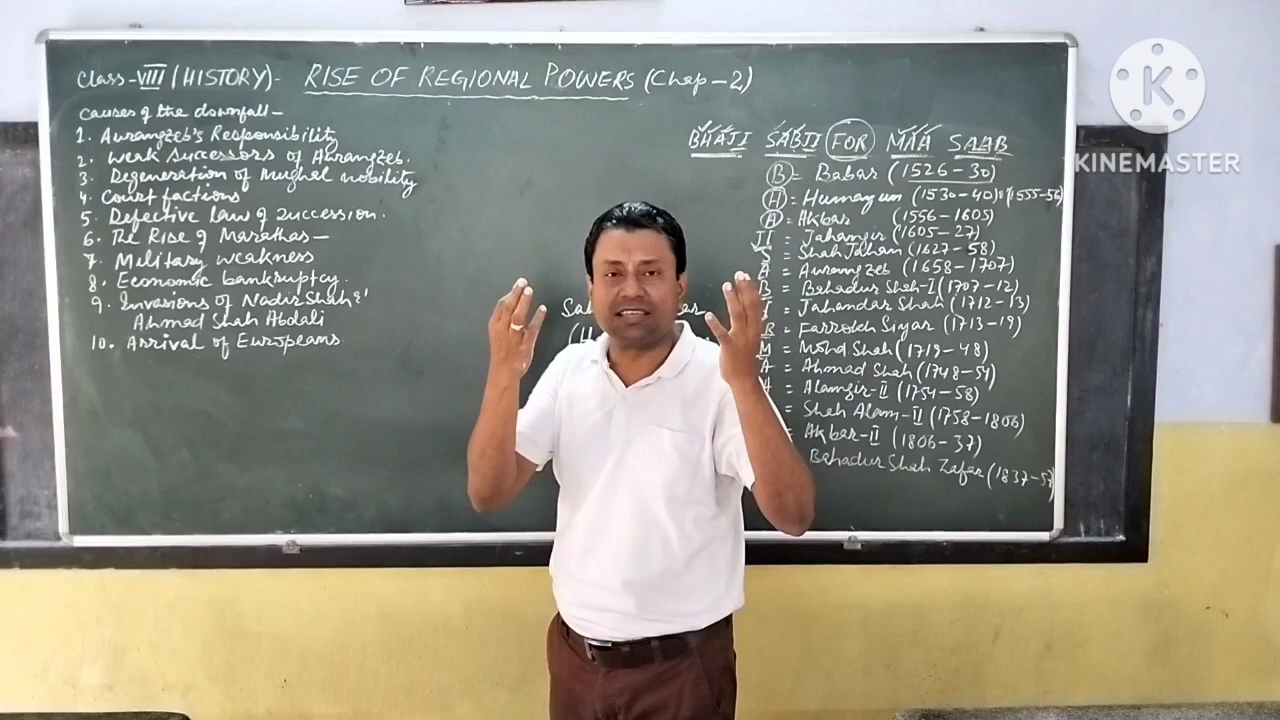 Class-VIII (HISTORY)- RISE OF REGIONAL POWERS (Chap-2)
Causes of the downfall-
1. Aurangzeb's Responsibility
2. Weak successors of Aurangzeb.
3. Degeneration of Mughal nobility
4. Court factions
5. Defective law of succession.
6. The Rise of Marathas-
7. Military weakness
8. Economic bankruptcy.
9. Invasions of Nadir Shah &
Ahmad Shah Abdali
10. Arrival of Europeans
BHAJI SABJI FOR MAA SAAB
B = Babar (1526-30)
H = Humayun (1530-40) & (1555-56)
A = Akbar (1556-1605)
JI = Jahangir (1605-27)
S = Shah Jahan (1627-58)
A = Aurangzeb (1658-1707)
B = Bahadur Shah-I (1707-12)
= Jahandar Shah (1712-13)
R = Farrokh Siyar (1713-19)
M = Mohd Shah (1719-48)
A = Ahmad Shah (1748-54)
A = Alamgir-II (1754-58)
= Shah Alam-II (1758-1806)
= Akbar-II (1806-37)
Bahadur Shah Zafar (1837-57)
K
KINEMASTER